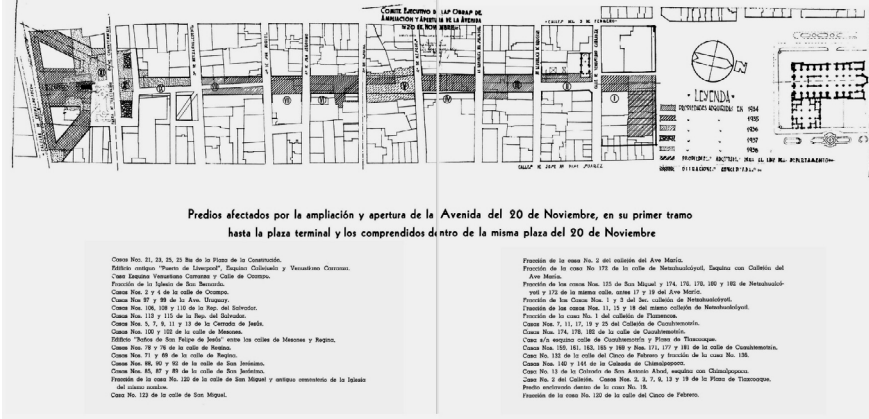 COMITÉ EJECUTIVO DE LAS OBRAS DE
AMPLIACIÓN Y APERTURA DE LA AVENIDA
"20 DE NOVIEMBRE"
LEYENDA
PROPIEDADES ADQUIRIDAS EN 1934
" " 1935
" " 1936
" " 1937
" " 1938
Predios afectados por la ampliación y apertura de la Avenida del 20 de Noviembre, en su primer tramo
hasta la plaza terminal y los comprendidos dentro de la misma plaza del 20 de Noviembre
Casas Nos. 21, 23, 25, 25 Bis de la Plaza de la Constitución.
Edificio antiguo "Puerto de Liverpool", Esquina Callejuela y Venustiano Carranza.
Casa Esquina Venustiano Carranza y Calle de Ocampo.
Fracción de la Iglesia de San Bernardo.
Casas Nos. 2 y 4 de la calle de Ocampo.
Casas Nos 97 y 99 de la Ave. Uruguay.
Casas Nos. 106, 108 y 110 de la Rep. del Salvador.
Casas Nos. 113 y 115 de la Rep. del Salvador.
Casas Nos. 5, 7, 9, 11 y 13 de la Cerrada de Jesús.
Casas Nos. 100 y 102 de la calle de Mesones.
Edificio "Baños de San Felipe de Jesús" entre las calles de Mesones y Regina.
Casas Nos. 76 y 78 de la calle de Regina.
Casas Nos. 71 y 69 de la calle de Regina.
Casas Nos. 88, 90 y 92 de la calle de San Jerónimo.
Casas Nos. 85, 87 y 89 de la calle de San Jerónimo.
Fracción de la casa No. 120 de la calle de San Miguel y antiguo cementerio de la Iglesia
del mismo nombre.
Casa No. 123 de la calle de San Miguel.
Fracción de la casa No. 2 del callejón del Ave María.
Fracción de la casa No 172 de la calle de Netzahualcóyotl, Esquina con Callejón del
Ave María.
Fracción de las casas Nos. 125 de San Miguel y 174, 176, 178, 180 y 182 de Netzahualcó-
yotl y 172 de la misma calle, antes 17 y 19 del Ave María.
Fracción de las Casas Nos. 1 y 5 del 3er. callejón de Netzahualcóyotl.
Fracción de las casas Nos. 11, 15 y 18 del mismo callejón de Netzahualcóyotl.
Fracción de la casa No. 1 del callejón de Flamencos.
Casas Nos. 7, 11, 17, 19 y 25 del Callejón de Cuauhtemotzín.
Casas Nos. 174, 178, 182 de la calle de Cuauhtemotzín.
Casa s/n esquina calle de Cuauhtemotzín y Plaza de Tlaxcoaque.
Casas Nos. 159, 161, 163, 165 y 169 y Nos. 171, 177 y 181 de la calle de Cuauhtemotzín.
Casa No. 132 de la calle del Cinco de Febrero y fracción de la casa No. 136.
Casas Nos. 140 y 144 de la calle de Chimalpopoca.
Casa No. 13 de la Calzada de San Antonio Abad, esquina con Chimalpopoca.
Casa No. 2 del Callejón. Casas Nos. 2, 3, 7, 9, 13 y 19 de la Plaza de Tlaxcoaque.
Predio enclavado dentro de la casa No. 19.
Fracción de la casa No. 120 de la calle del Cinco de Febrero.